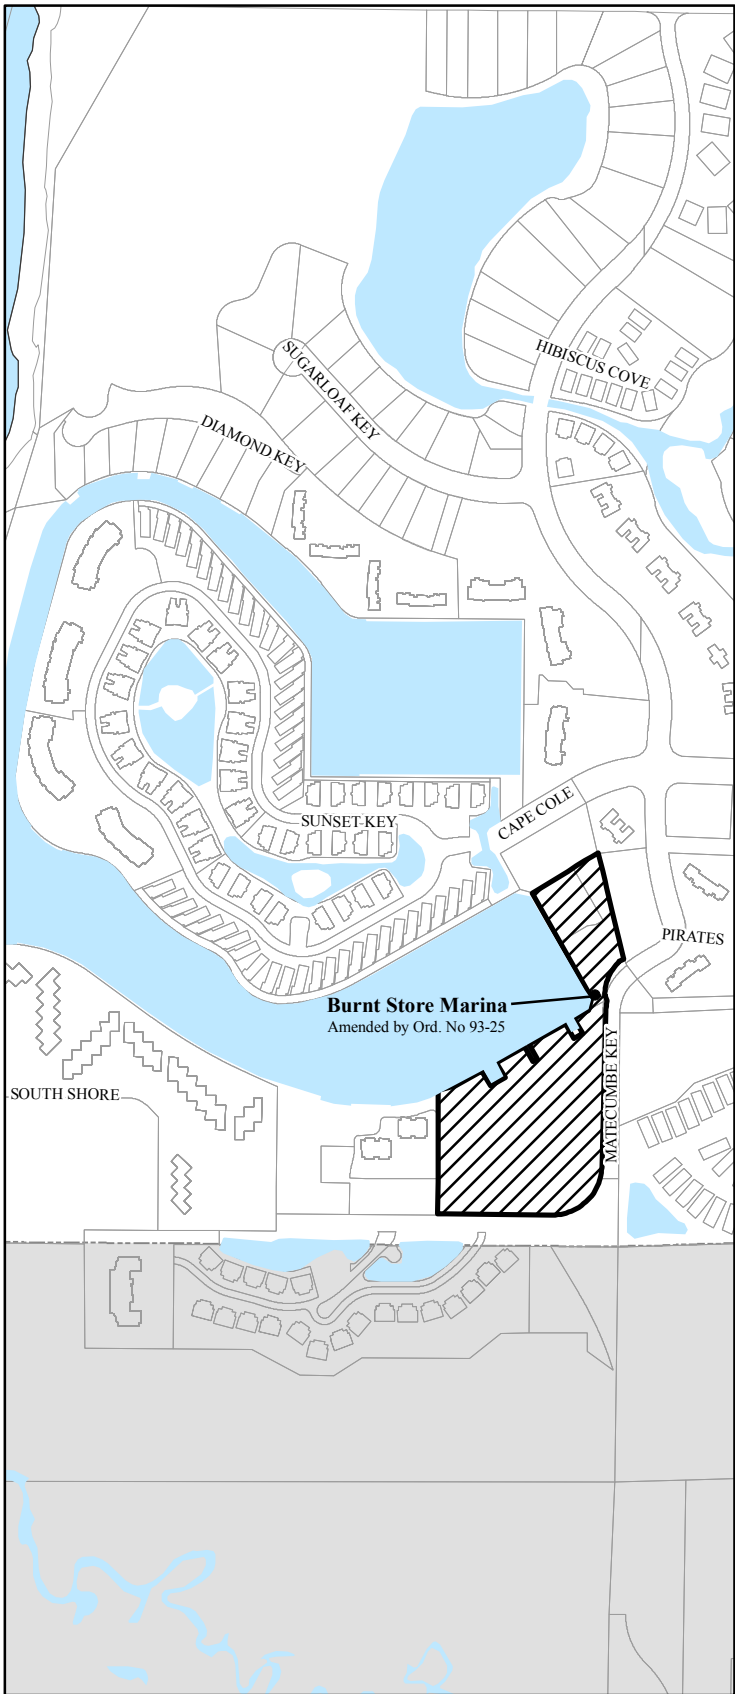 HIBISCUS COVE
SUGARLOAF KEY
DIAMOND KEY
CAPE COLE
SUNSET KEY
PIRATES
Burnt Store Marina
Amended by Ord. No 93-25
MATECUMBE KEY
SOUTH SHORE